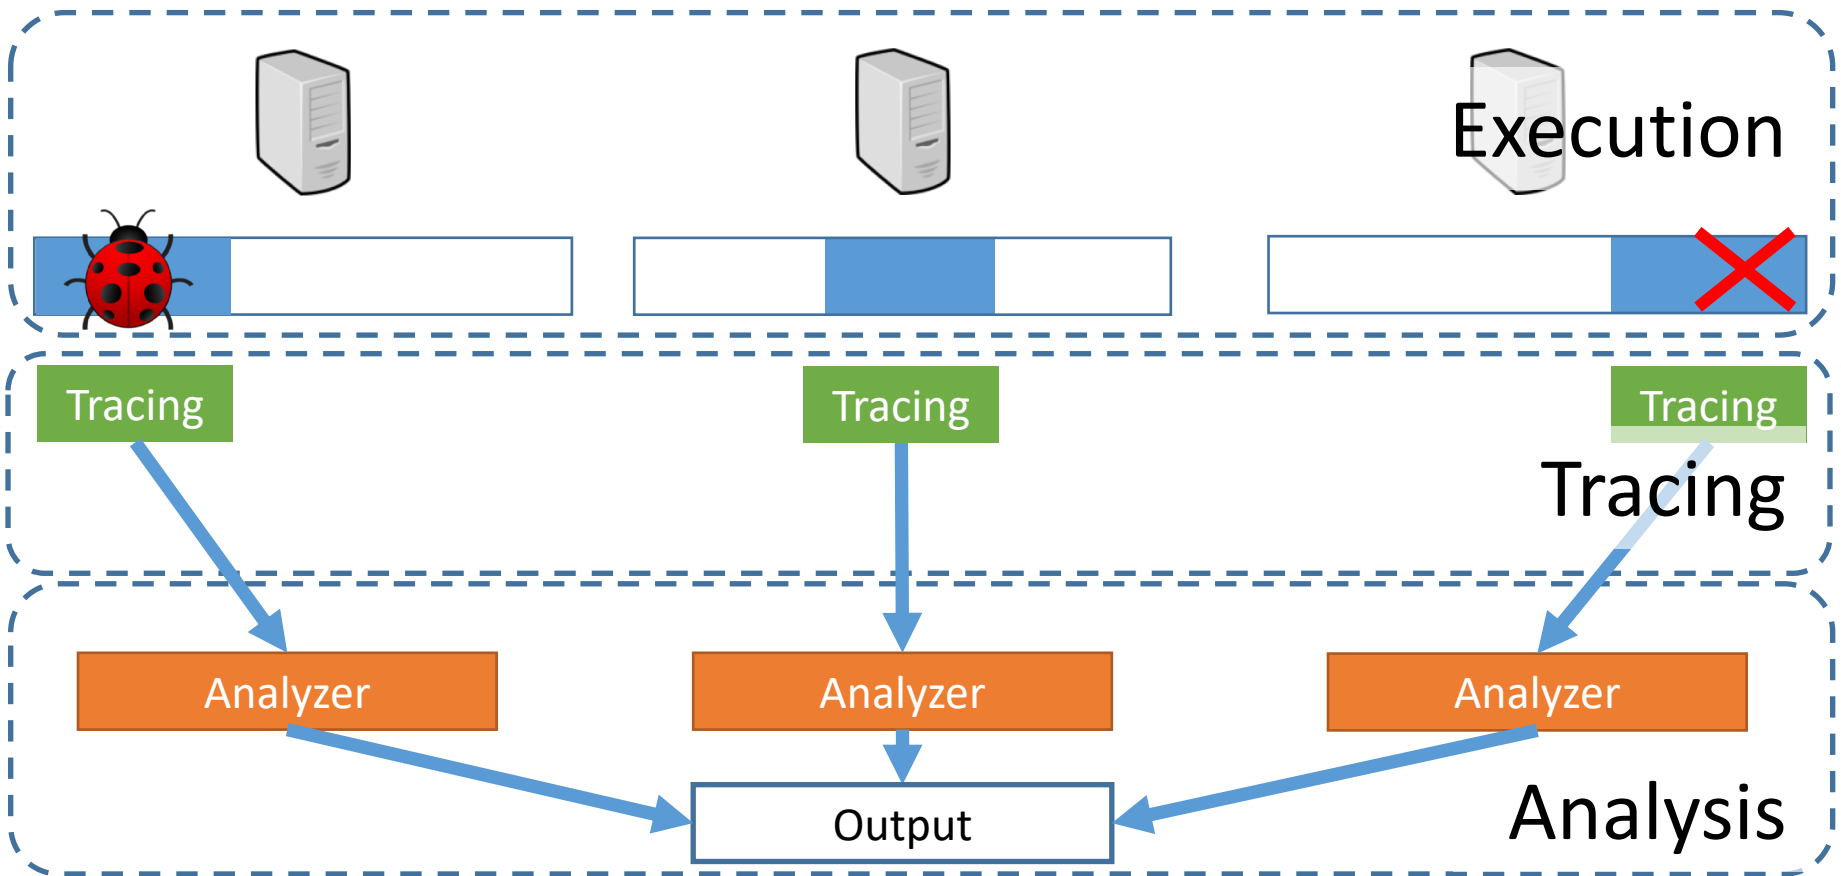 Execution
Tracing
Tracing
Tracing
Tracing
Analyzer
Analyzer
Analyzer
Output
Analysis